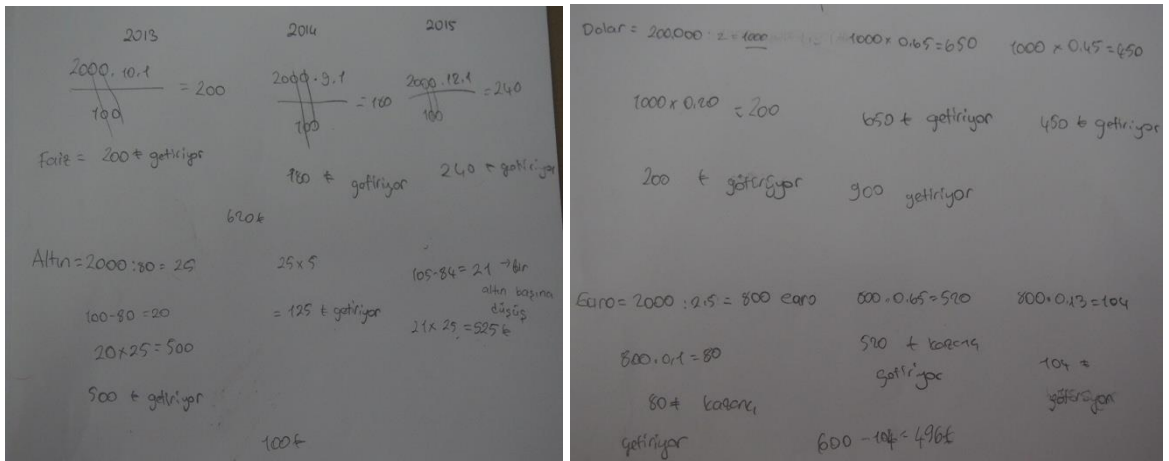 2013 2014 2015
2000.10.1 = 200
100
2000.9.1 = 180
100
2000.12.1 = 240
100
Faiz = 200 ₺ getiriyor
180 ₺ getiriyor
240 ₺ getiriyor
620₺
Altın = 2000 : 80 = 25
100-80 = 20
20 x 25 = 500
500 ₺ getiriyor
25 x 5
= 125 ₺ getiriyor
105-84 = 21 → Bir
altın başına
düşüş
21 x 25 = 525 ₺
100₺
Dolar = 200.000 : 2 = 1000
1000 x 0.65 = 650
1000 x 0.45 = 450
1000 x 0.20 = 200
650 ₺ getiriyor
450 ₺ getiriyor
200 ₺ götürüyor
900 getiriyor
Euro = 2000 : 2.5 = 800 euro
800.0.65 = 520
800.0.13 = 104
800.0.1 = 80
520 ₺ kazanç
getiriyor
104 ₺
götürüyor
80₺ kazanç
getiriyor
600 - 104 = 496₺